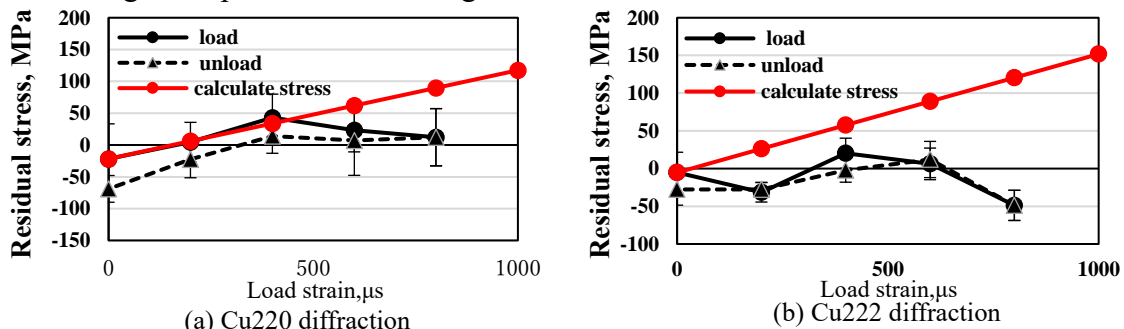 200
150
100
50
0
-50
-100
-150
Residual stress, MPa
load
unload
calculate stress
0
500
1000
Load strain,μs
(a) Cu220 diffraction
200
150
100
50
0
-50
-100
Residual stress, MPa
load
unload
calculate stress
0
500
1000
Load strain,μs
(b) Cu222 diffraction